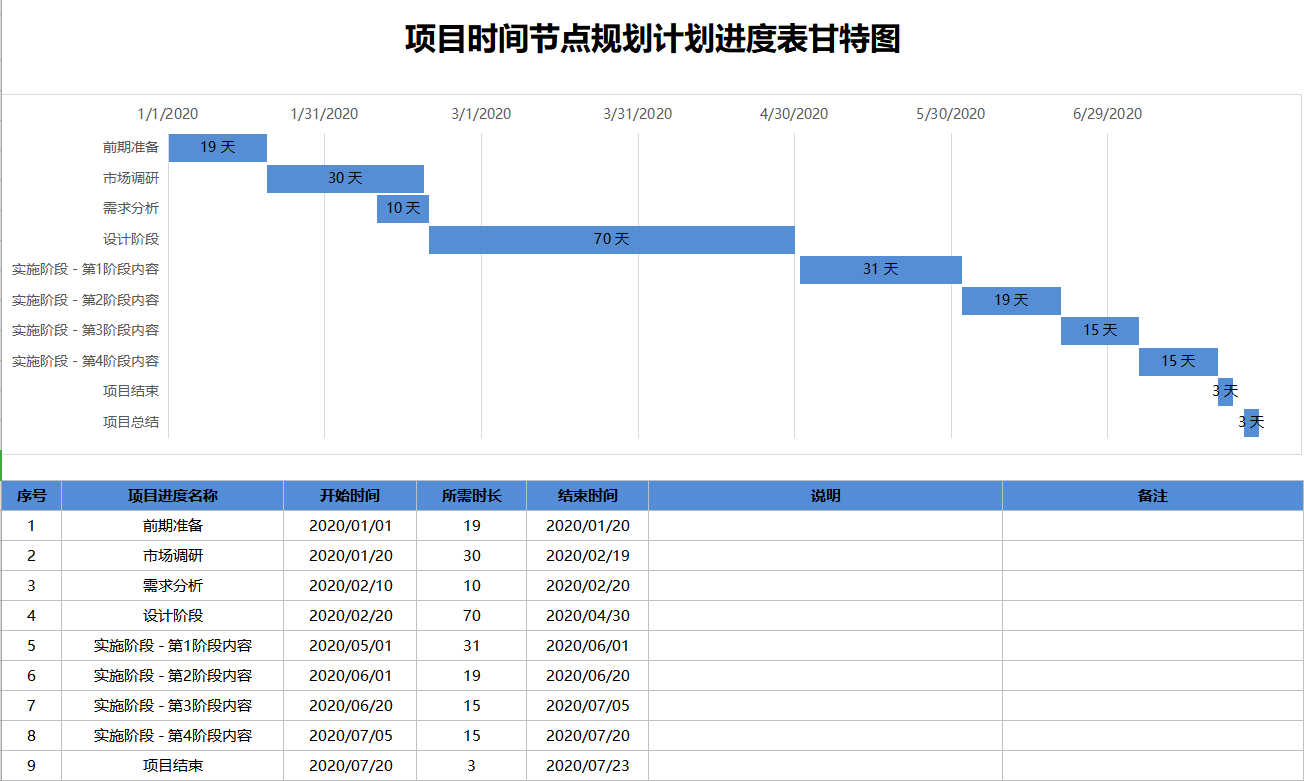 项目时间节点规划计划进度表甘特图
1/1/2020 1/31/2020 3/1/2020 3/31/2020 4/30/2020 5/30/2020 6/29/2020
前期准备 19 天
市场调研 30 天
需求分析 10 天
设计阶段 70 天
实施阶段 - 第1阶段内容 31 天
实施阶段 - 第2阶段内容 19 天
实施阶段 - 第3阶段内容 15 天
实施阶段 - 第4阶段内容 15 天
项目结束 3 天
项目总结 3 天
序号 项目进度名称 开始时间 所需时长 结束时间 说明 备注
1 前期准备 2020/01/01 19 2020/01/20
2 市场调研 2020/01/20 30 2020/02/19
3 需求分析 2020/02/10 10 2020/02/20
4 设计阶段 2020/02/20 70 2020/04/30
5 实施阶段 - 第1阶段内容 2020/05/01 31 2020/06/01
6 实施阶段 - 第2阶段内容 2020/06/01 19 2020/06/20
7 实施阶段 - 第3阶段内容 2020/06/20 15 2020/07/05
8 实施阶段 - 第4阶段内容 2020/07/05 15 2020/07/20
9 项目结束 2020/07/20 3 2020/07/23